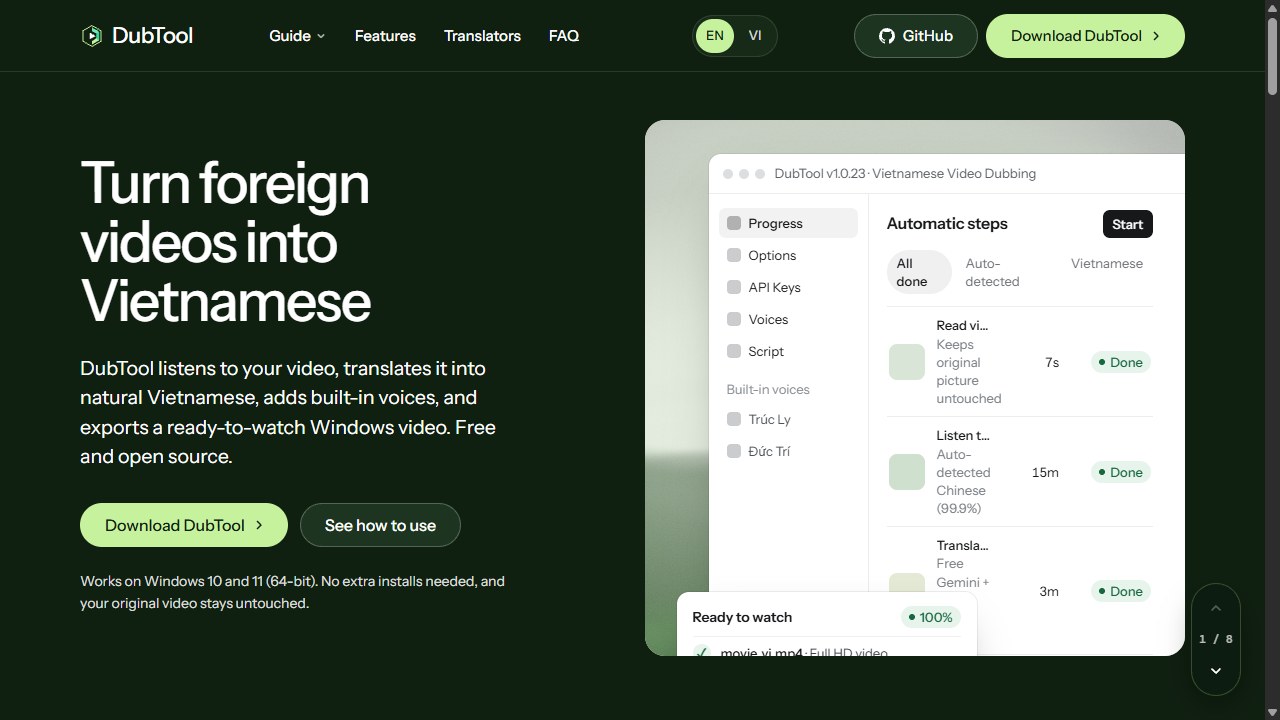 DubTool
Guide
Features
Translators
FAQ
EN
VI
GitHub
Download DubTool
Turn foreign
videos into
Vietnamese
DubTool listens to your video, translates it into
natural Vietnamese, adds built-in voices, and
exports a ready-to-watch Windows video. Free
and open source.
Download DubTool
See how to use
Works on Windows 10 and 11 (64-bit). No extra installs needed, and
your original video stays untouched.
DubTool v1.0.23 · Vietnamese Video Dubbing
Progress
Options
API Keys
Voices
Script
Built-in voices
Trúc Ly
Đức Trí
Automatic steps
Start
All
done
Auto-
detected
Vietnamese
Read vi...
Keeps
original
picture
untouched
7s
Done
Listen t...
Auto-
detected
Chinese
(99.9%)
15m
Done
Transla...
Free
Gemini +
3m
Done
Ready to watch
100%
movie.vi.mp4 · Full HD video
1 / 8